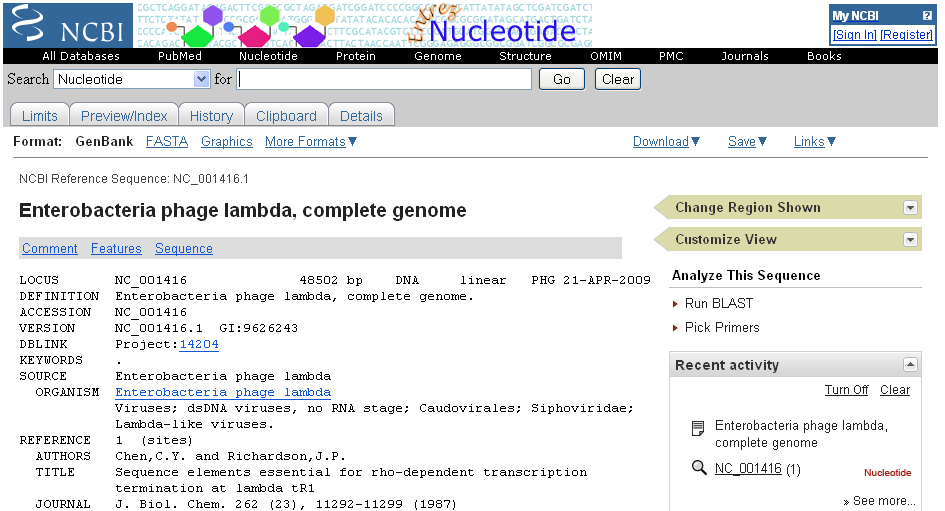 NCBI
Entrez Nucleotide
My NCBI ?
[Sign In] [Register]
All Databases PubMed Nucleotide Protein Genome Structure OMIM PMC Journals Books
Search Nucleotide for Go Clear
Limits Preview/Index History Clipboard Details
Format: GenBank FASTA Graphics More Formats▼ Download▼ Save▼ Links▼
NCBI Reference Sequence: NC_001416.1
Enterobacteria phage lambda, complete genome
Comment Features Sequence
LOCUS NC_001416 48502 bp DNA linear PHG 21-APR-2009
DEFINITION Enterobacteria phage lambda, complete genome.
ACCESSION NC_001416
VERSION NC_001416.1 GI:9626243
DBLINK Project:14204
KEYWORDS .
SOURCE Enterobacteria phage lambda
ORGANISM Enterobacteria phage lambda
Viruses; dsDNA viruses, no RNA stage; Caudovirales; Siphoviridae;
Lambda-like viruses.
REFERENCE 1 (sites)
AUTHORS Chen,C.Y. and Richardson,J.P.
TITLE Sequence elements essential for rho-dependent transcription
termination at lambda tR1
JOURNAL J. Biol. Chem. 262 (23), 11292-11299 (1987)
Change Region Shown
Customize View
Analyze This Sequence
Run BLAST
Pick Primers
Recent activity
Turn Off Clear
Enterobacteria phage lambda,
complete genome
NC_001416 (1) Nucleotide
» See more...